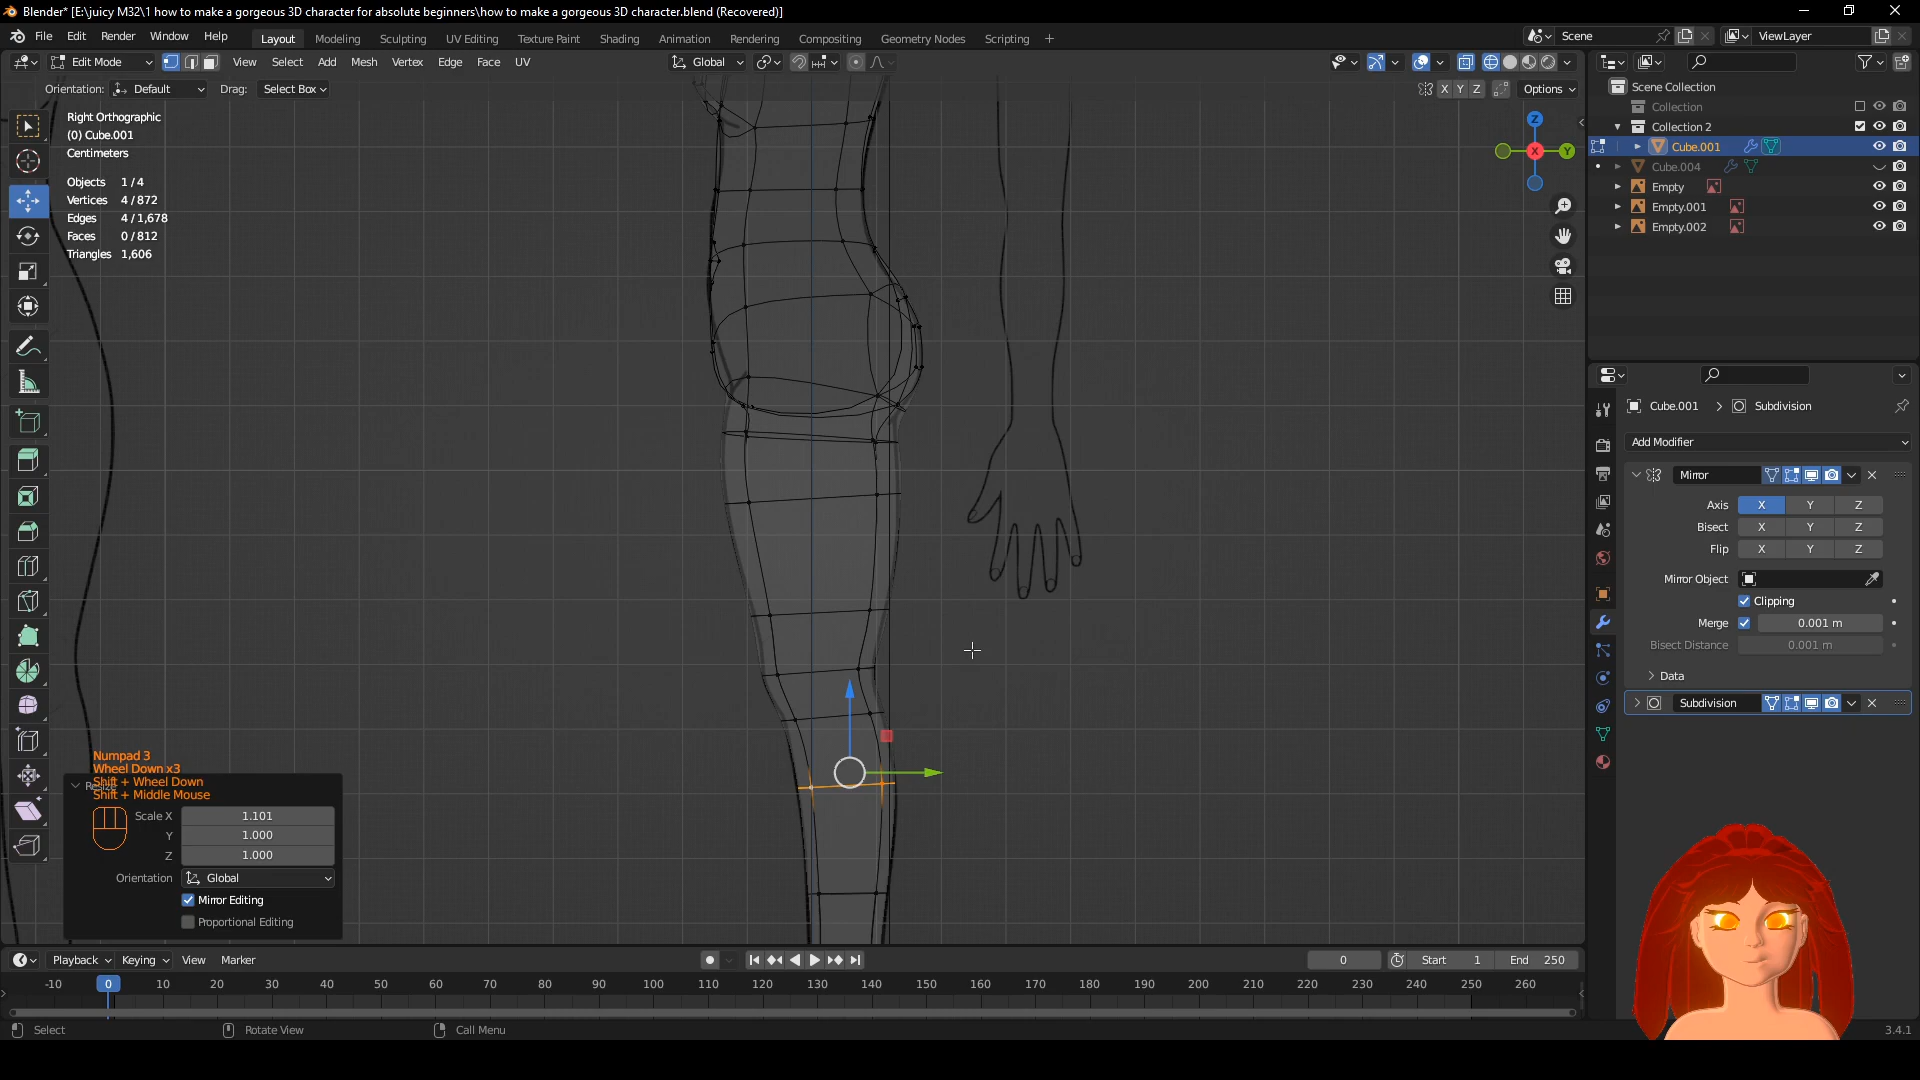 Blender* [E:\juicy M32\1 how to make a gorgeous 3D character for absolute beginners\how to make a gorgeous 3D character.blend (Recovered)]
File Edit Render Window Help
Layout Modeling Sculpting UV Editing Texture Paint Shading Animation Rendering Compositing Geometry Nodes Scripting +
Scene
ViewLayer
Edit Mode View Select Add Mesh Vertex Edge Face UV
Global
Orientation: Default Drag: Select Box
X Y Z Options
Right Orthographic
(0) Cube.001
Centimeters
Objects 1/4
Vertices 4/872
Edges 4/1,678
Faces 0/812
Triangles 1,606
Z
X
Y
Scene Collection
Collection
Collection 2
Cube.001
Cube.004
Empty
Empty.001
Empty.002
Cube.001 > Subdivision
Add Modifier
Mirror
Axis X Y Z
Bisect X Y Z
Flip X Y Z
Mirror Object
Clipping
Merge 0.001 m
Bisect Distance 0.001 m
Data
Subdivision
Numpad 3
Wheel Down x3
Shift + Wheel Down
Shift + Middle Mouse
Scale X 1.101
Y 1.000
Z 1.000
Orientation Global
Mirror Editing
Proportional Editing
Playback Keying View Marker
0
Start 1 End 250
-10 0 10 20 30 40 50 60 70 80 90 100 110 120 130 140 150 160 170 180 190 200 210 220 230 240 250 260
Select Rotate View Call Menu
3.4.1